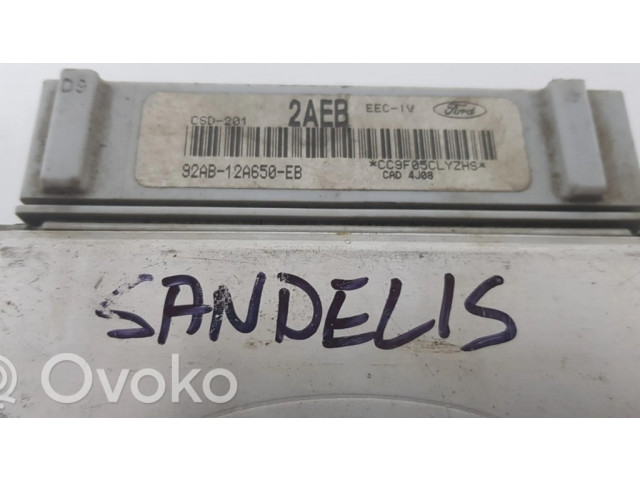 D9
CSD-201 2AEB EEC-IV Ford
92AB-12A650-EB *CC9F05CLYZHS*
CAD 4J08
SANDELIS
Ovoko